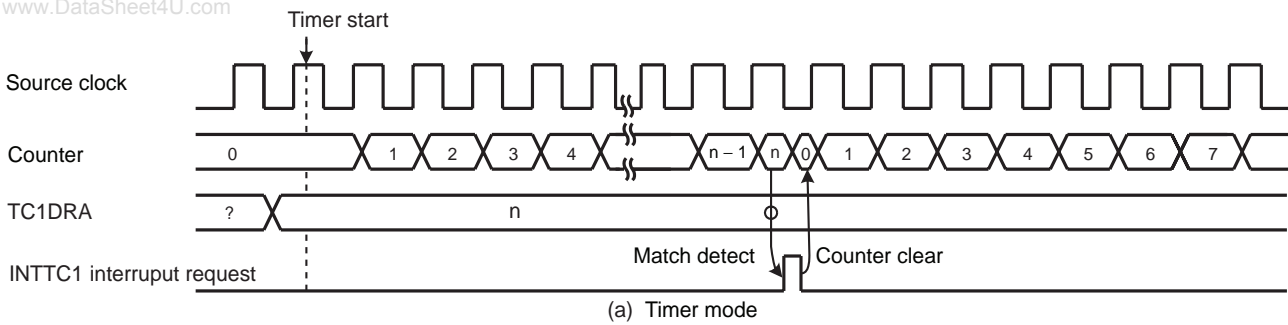 www.DataSheet4U.com
Timer start
Source clock
Counter 0 1 2 3 4 n – 1 n 0 1 2 3 4 5 6 7
TC1DRA ? n
Match detect Counter clear
INTTC1 interruput request
(a) Timer mode